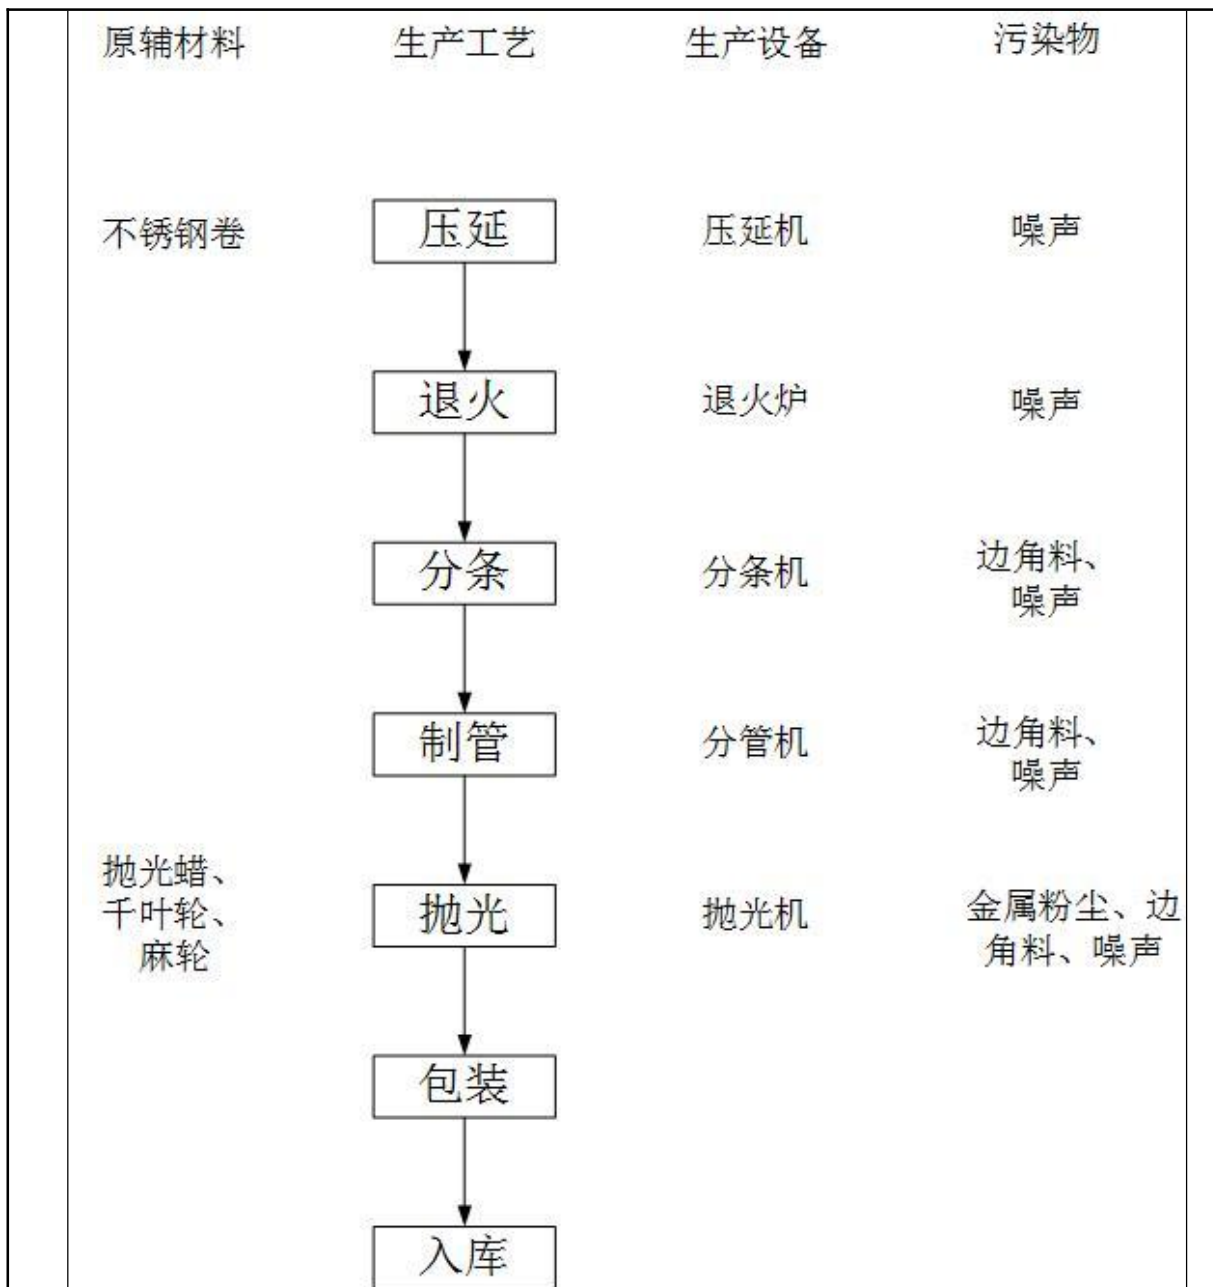 原辅材料 生产工艺 生产设备 污染物
不锈钢卷 压延 压延机 噪声
退火 退火炉 噪声
分条 分条机 边角料、
噪声
制管 分管机 边角料、
噪声
抛光蜡、
千叶轮、
麻轮
抛光 抛光机 金属粉尘、边
角料、噪声
包装
入库